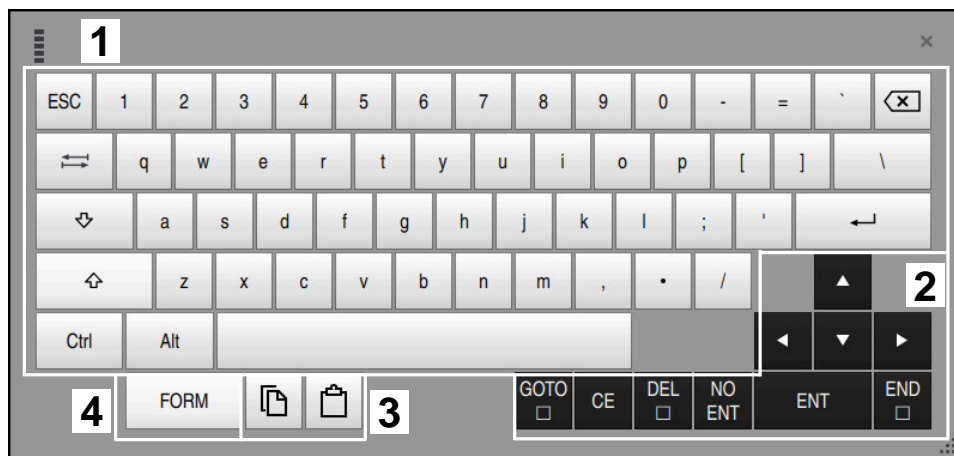 1
×
ESC 1 2 3 4 5 6 7 8 9 0 - = `
q w e r t y u i o p [ ] \
a s d f g h j k l ; '
z x c v b n m , • /
2
Ctrl Alt
4
FORM
3
GOTO □
CE
DEL □
NO ENT
ENT
END □